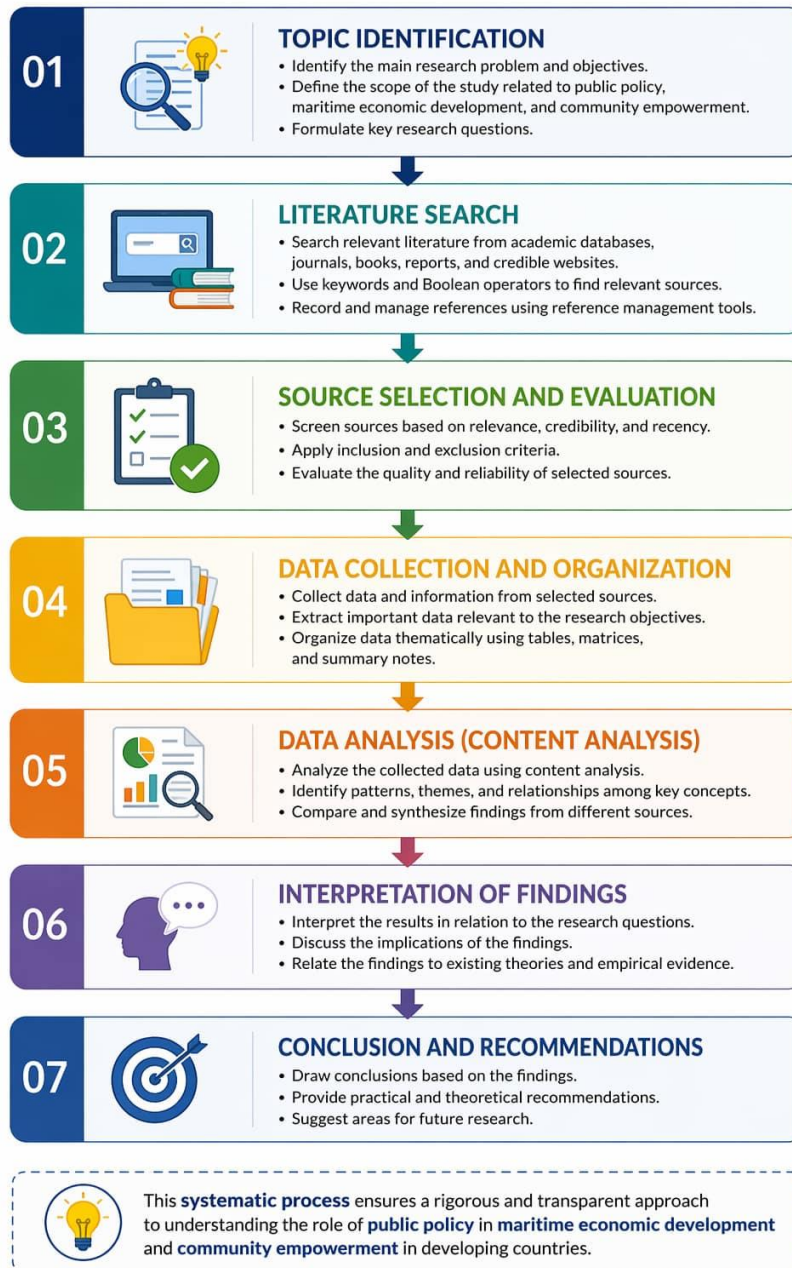 01
TOPIC IDENTIFICATION
• Identify the main research problem and objectives.
• Define the scope of the study related to public policy,
maritime economic development, and community empowerment.
• Formulate key research questions.
02
LITERATURE SEARCH
• Search relevant literature from academic databases,
journals, books, reports, and credible websites.
• Use keywords and Boolean operators to find relevant sources.
• Record and manage references using reference management tools.
03
SOURCE SELECTION AND EVALUATION
• Screen sources based on relevance, credibility, and recency.
• Apply inclusion and exclusion criteria.
• Evaluate the quality and reliability of selected sources.
04
DATA COLLECTION AND ORGANIZATION
• Collect data and information from selected sources.
• Extract important data relevant to the research objectives.
• Organize data thematically using tables, matrices,
and summary notes.
05
DATA ANALYSIS (CONTENT ANALYSIS)
• Analyze the collected data using content analysis.
• Identify patterns, themes, and relationships among key concepts.
• Compare and synthesize findings from different sources.
06
INTERPRETATION OF FINDINGS
• Interpret the results in relation to the research questions.
• Discuss the implications of the findings.
• Relate the findings to existing theories and empirical evidence.
07
CONCLUSION AND RECOMMENDATIONS
• Draw conclusions based on the findings.
• Provide practical and theoretical recommendations.
• Suggest areas for future research.
This systematic process ensures a rigorous and transparent approach
to understanding the role of public policy in maritime economic development
and community empowerment in developing countries.